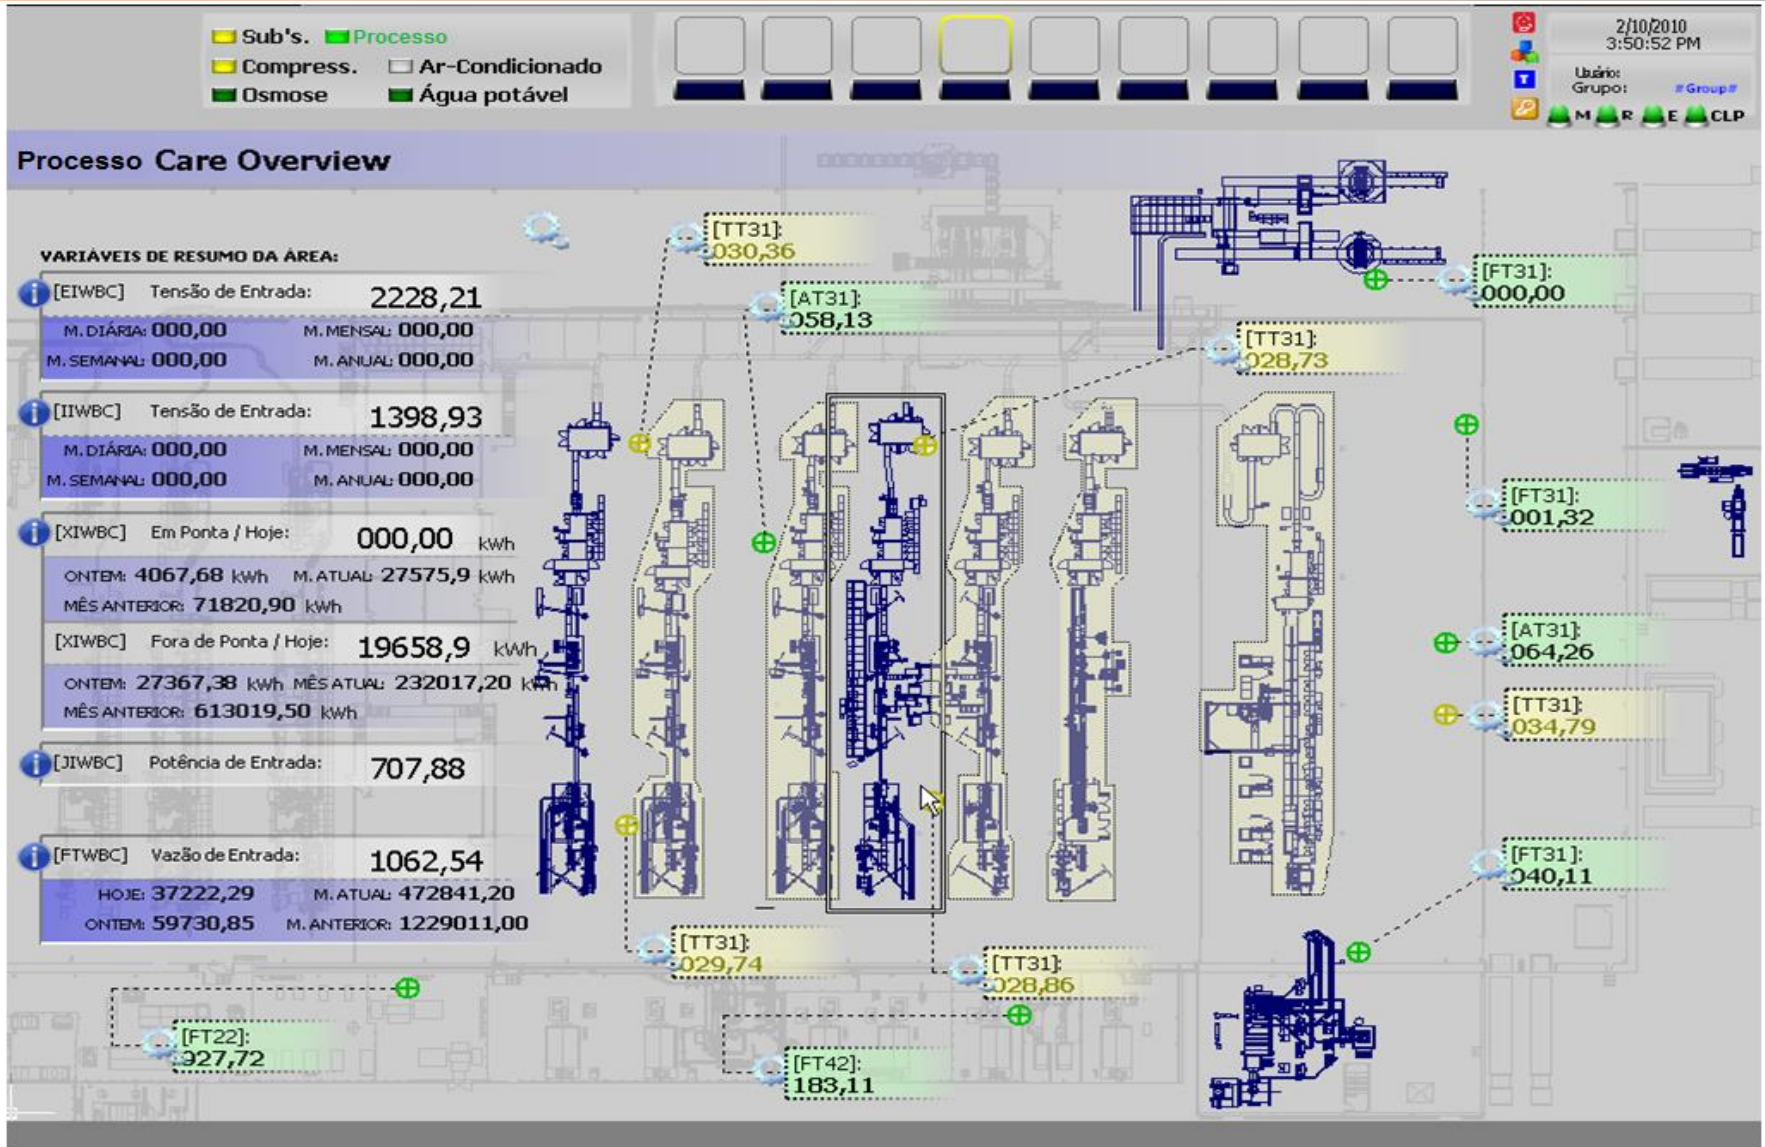 Sub's. Processo
Compress. Ar-Condicionado
Osmose Água potável
2/10/2010
3:50:52 PM
Usuário:
Grupo: #Group#
M R E CLP
Processo Care Overview
VARIÁVEIS DE RESUMO DA ÁREA:
[EIWBC] Tensão de Entrada: 2228,21
M. DIÁRIA: 000,00 M. MENSAL: 000,00
M. SEMANAL: 000,00 M. ANUAL: 000,00
[IIWBC] Tensão de Entrada: 1398,93
M. DIÁRIA: 000,00 M. MENSAL: 000,00
M. SEMANAL: 000,00 M. ANUAL: 000,00
[XIWBC] Em Ponta / Hoje: 000,00 kWh
ONTEM: 4067,68 kWh M. ATUAL: 27575,9 kWh
MÊS ANTERIOR: 71820,90 kWh
[XIWBC] Fora de Ponta / Hoje: 19658,9 kWh
ONTEM: 27367,38 kWh MÊS ATUAL: 232017,20 kWh
MÊS ANTERIOR: 613019,50 kWh
[JIWBC] Potência de Entrada: 707,88
[FTWBC] Vazão de Entrada: 1062,54
HOJE: 37222,29 M. ATUAL: 472841,20
ONTEM: 59730,85 M. ANTERIOR: 1229011,00
[TT31]:
030,36
[AT31]:
058,13
[FT31]:
000,00
[TT31]:
028,73
[FT31]:
001,32
[AT31]:
064,26
[TT31]:
034,79
[FT31]:
040,11
[TT31]:
029,74
[TT31]:
028,86
[FT22]:
927,72
[FT42]:
183,11
T